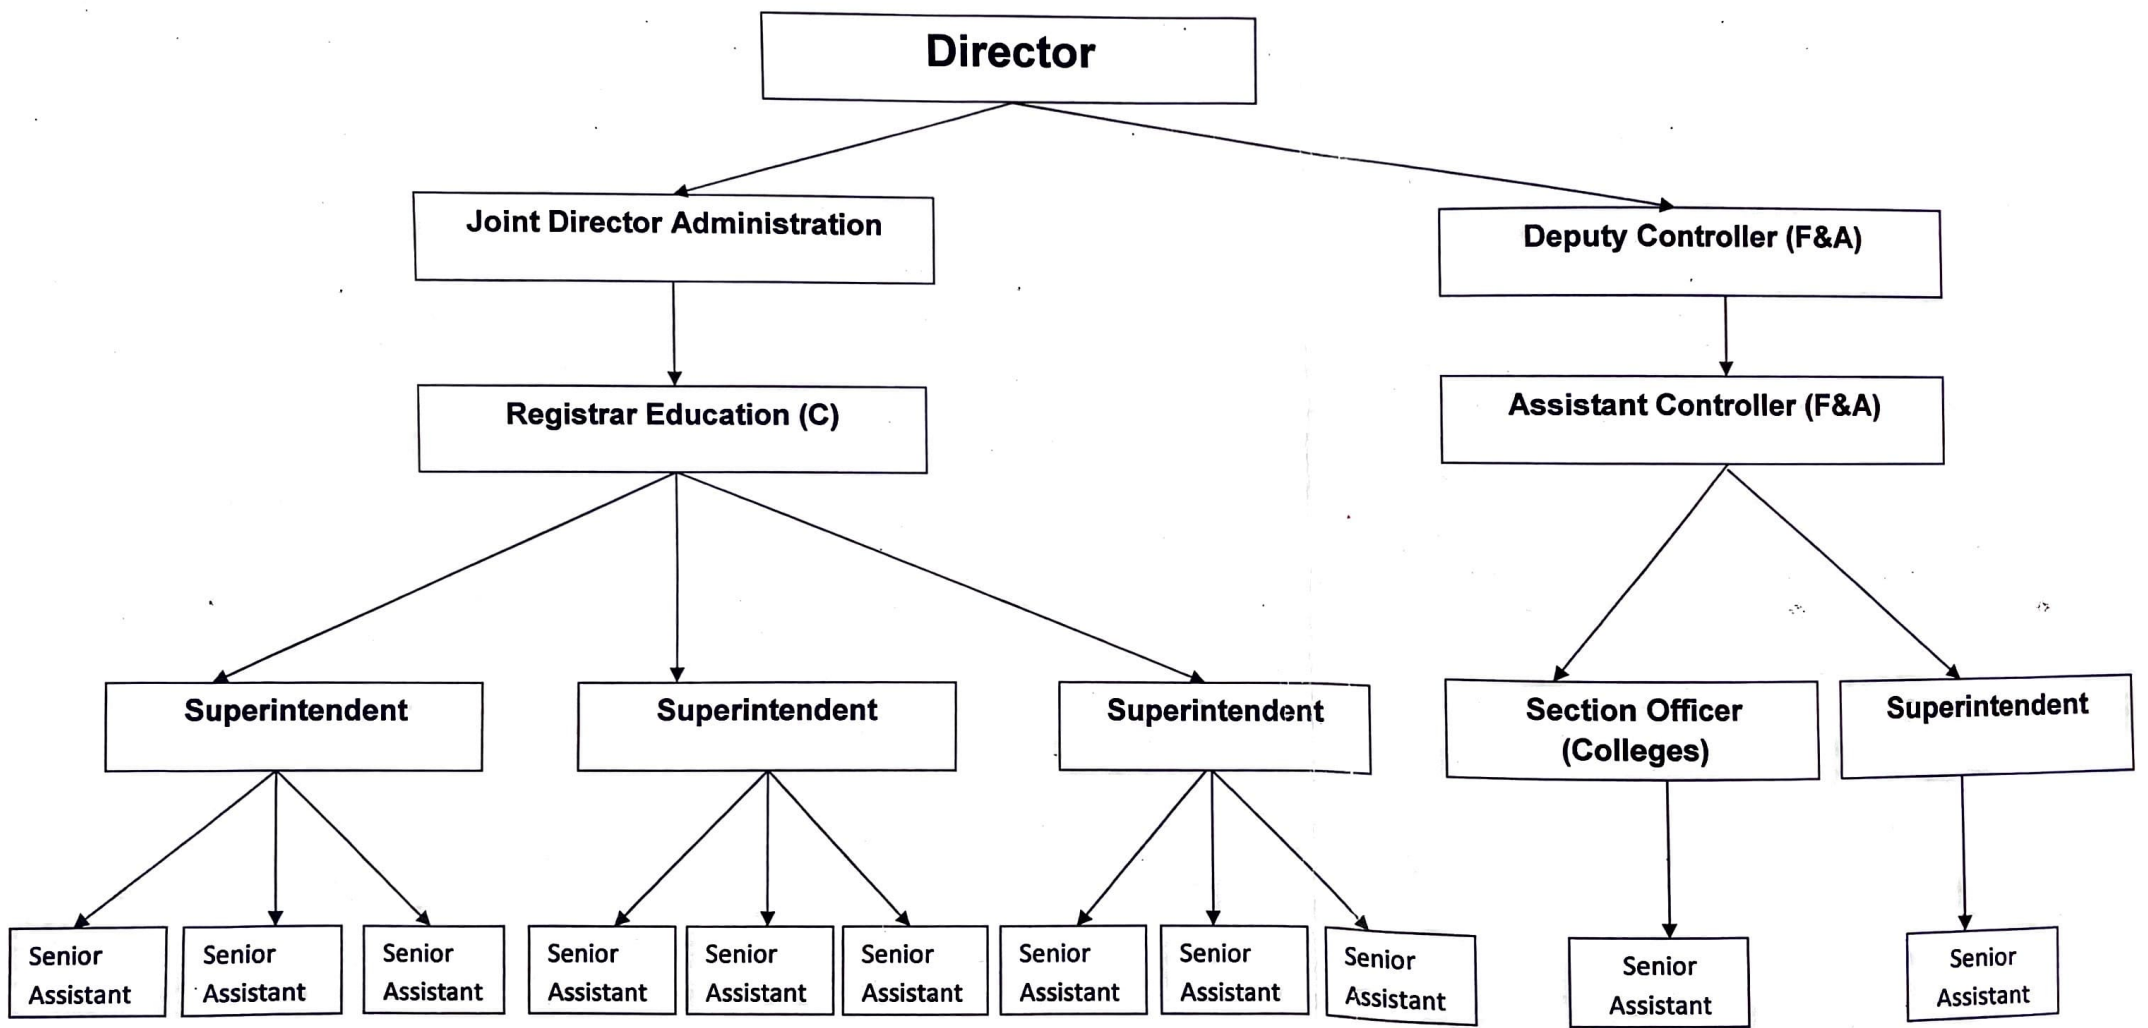 Director
Joint Director Administration
Deputy Controller (F&A)
Registrar Education (C)
Assistant Controller (F&A)
Superintendent
Superintendent
Superintendent
Section Officer
(Colleges)
Superintendent
Senior
Assistant
Senior
Assistant
Senior
Assistant
Senior
Assistant
Senior
Assistant
Senior
Assistant
Senior
Assistant
Senior
Assistant
Senior
Assistant
Senior
Assistant
Senior
Assistant